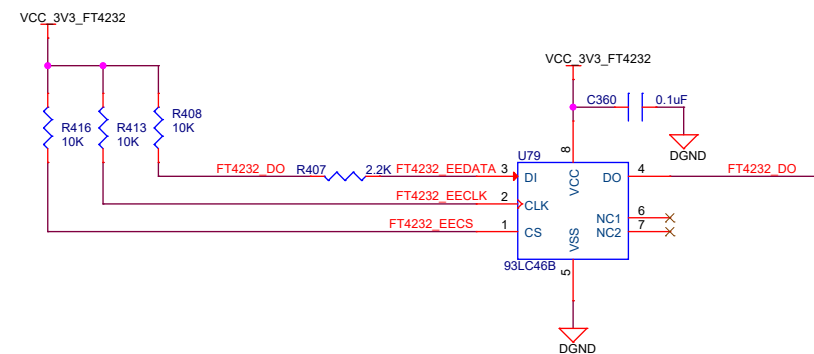 VCC_3V3_FT4232
VCC_3V3_FT4232
C360 0.1uF
R408
10K
R416
10K
R413
10K
DGND
U79
8
VCC
FT4232_DO R407 2.2K FT4232_EEDATA 3 DI DO 4 FT4232_DO
FT4232_EECLK 2 CLK
NC1 6
FT4232_EECS 1 CS NC2 7
VSS
93LC46B
5
DGND